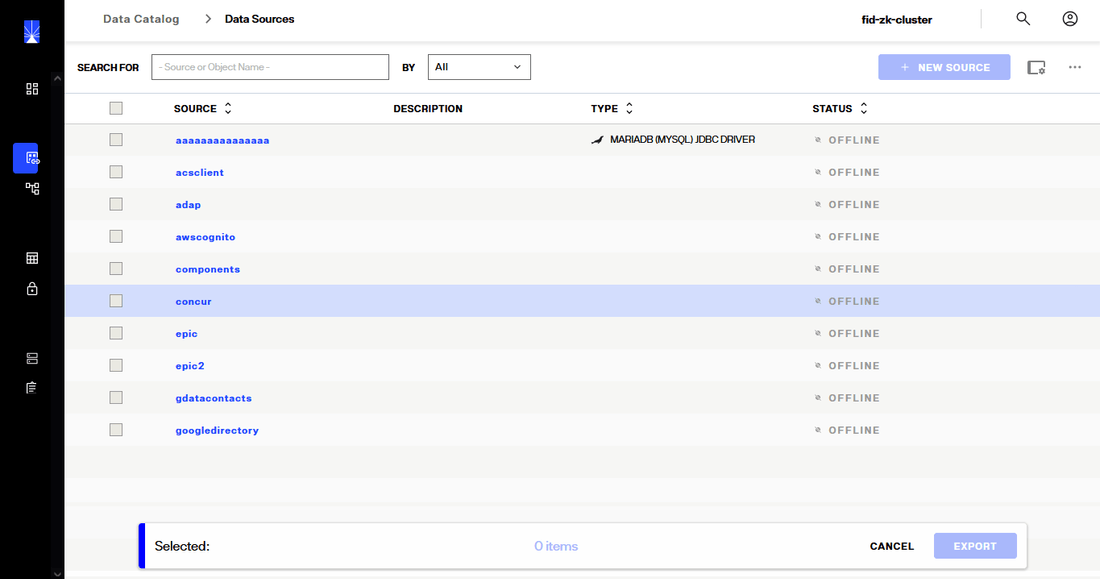 Data Catalog > Data Sources fid-zk-cluster
SEARCH FOR - Source or Object Name - BY All + NEW SOURCE ...
SOURCE DESCRIPTION TYPE STATUS
aaaaaaaaaaaaaaa MARIADB (MYSQL) JDBC DRIVER OFFLINE
acsclient OFFLINE
adap OFFLINE
awscognito OFFLINE
components OFFLINE
concur OFFLINE
epic OFFLINE
epic2 OFFLINE
gdatacontacts OFFLINE
googledirectory OFFLINE
Selected: 0 items CANCEL EXPORT